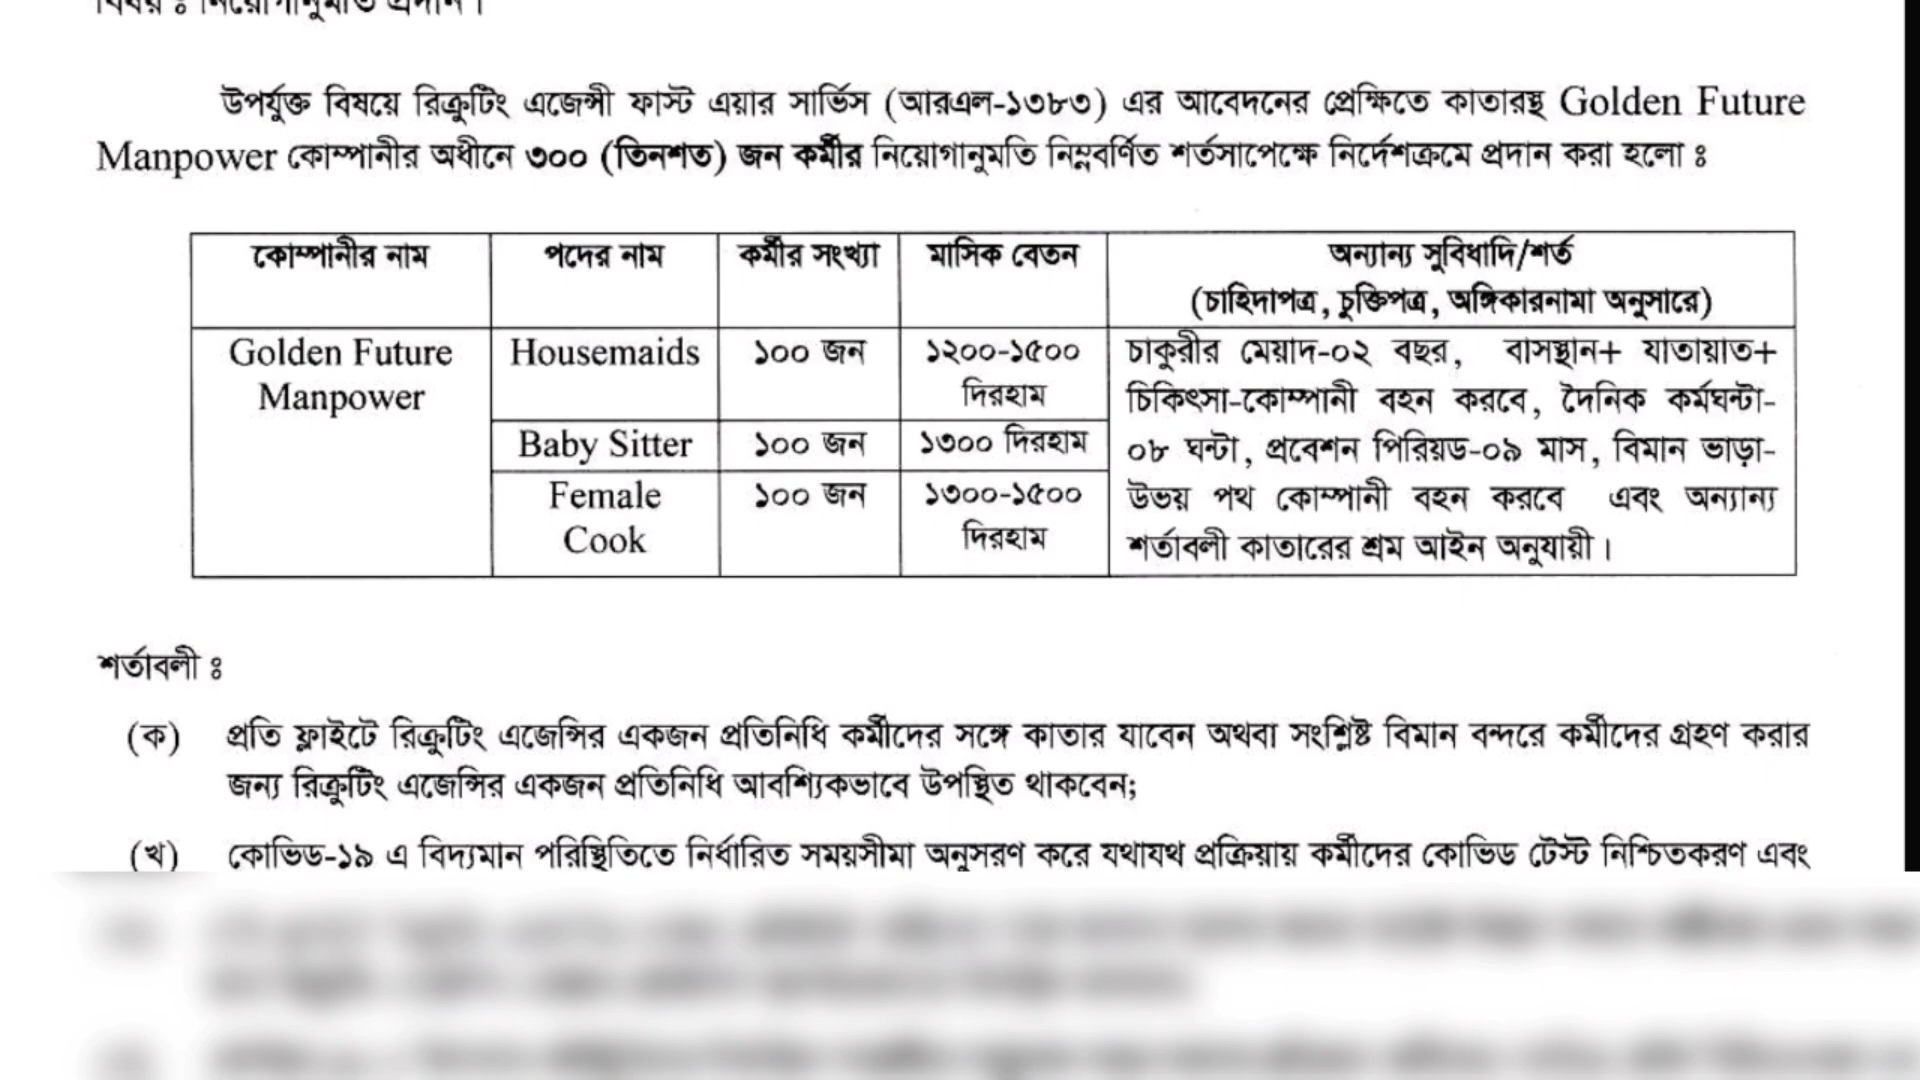 বিষয় ঃ নিয়োগানুমতি প্রদান।
উপর্যুক্ত বিষয়ে রিক্রুটিং এজেন্সী ফাস্ট এয়ার সার্ভিস (আরএল-১৩৮৩) এর আবেদনের প্রেক্ষিতে কাতারস্থ Golden Future
Manpower কোম্পানীর অধীনে ৩০০ (তিনশত) জন কর্মীর নিয়োগানুমতি নিম্নবর্ণিত শর্তসাপেক্ষে নির্দেশক্রমে প্রদান করা হলো ঃ
কোম্পানীর নাম পদের নাম কর্মীর সংখ্যা মাসিক বেতন অন্যান্য সুবিধাদি/শর্ত
(চাহিদাপত্র, চুক্তিপত্র, অঙ্গিকারনামা অনুসারে)
Golden Future Housemaids ১০০ জন ১২০০-১৫০০ চাকুরীর মেয়াদ-০২ বছর, বাসস্থান+ যাতায়াত+
Manpower দিরহাম চিকিৎসা-কোম্পানী বহন করবে, দৈনিক কর্মঘন্টা-
Baby Sitter ১০০ জন ১৩০০ দিরহাম ০৮ ঘন্টা, প্রবেশন পিরিয়ড-০৯ মাস, বিমান ভাড়া-
Female ১০০ জন ১৩০০-১৫০০ উভয় পথ কোম্পানী বহন করবে এবং অন্যান্য
Cook দিরহাম শর্তাবলী কাতারের শ্রম আইন অনুযায়ী।
শর্তাবলী ঃ
(ক) প্রতি ফ্লাইটে রিক্রুটিং এজেন্সির একজন প্রতিনিধি কর্মীদের সঙ্গে কাতার যাবেন অথবা সংশ্লিষ্ট বিমান বন্দরে কর্মীদের গ্রহণ করার
জন্য রিক্রুটিং এজেন্সির একজন প্রতিনিধি আবশ্যিকভাবে উপস্থিত থাকবেন;
(খ) কোভিড-১৯ এ বিদ্যমান পরিস্থিতিতে নির্ধারিত সময়সীমা অনুসরণ করে যথাযথ প্রক্রিয়ায় কর্মীদের কোভিড টেস্ট নিশ্চিতকরণ এবং